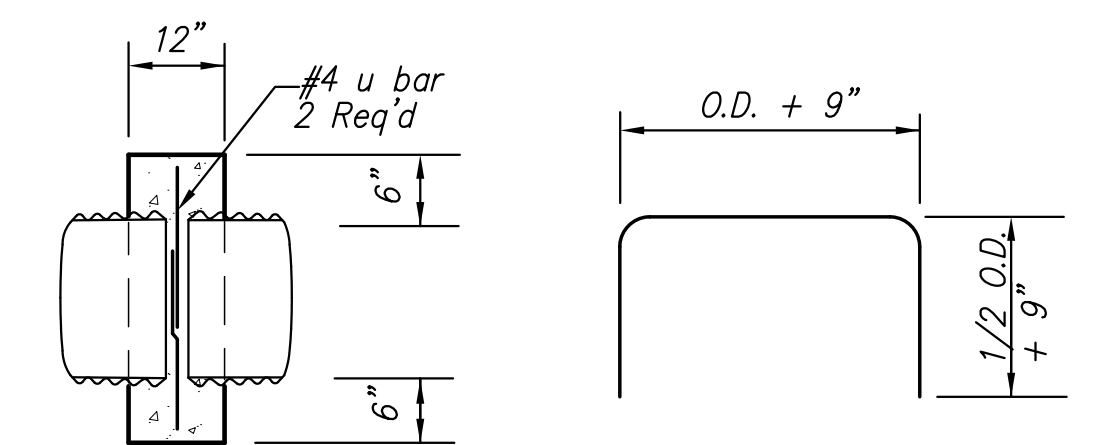 12"
#4 u bar
2 Req'd
6"
6"
O.D. + 9"
1/2 O.D.
+ 9"